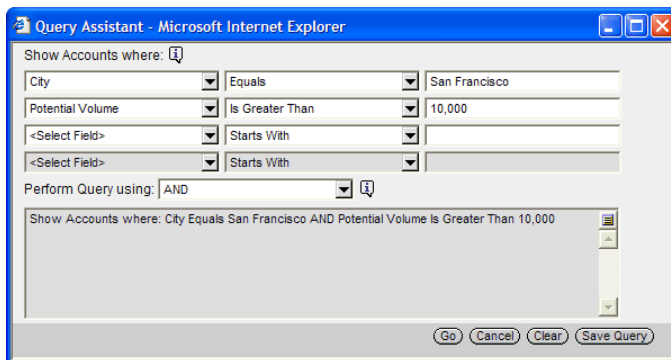 Query Assistant - Microsoft Internet Explorer
Show Accounts where:
City Equals San Francisco
Potential Volume Is Greater Than 10,000
<Select Field> Starts With
<Select Field> Starts With
Perform Query using: AND
Show Accounts where: City Equals San Francisco AND Potential Volume Is Greater Than 10,000
Go Cancel Clear Save Query